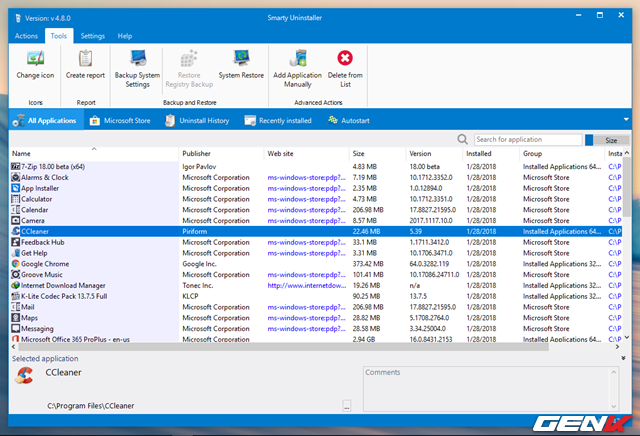 Version: v 4.8.0 Smarty Uninstaller
Actions Tools Settings Help
Change icon Create report Backup System Settings Restore Registry Backup System Restore Add Application Manually Delete from List
Icons Report Backup and Restore Advanced Actions
All Applications Microsoft Store Uninstall History Recently installed Autostart
Search for application Size
Name Publisher Web site Size Version Installed Group Insta
7-Zip 18.00 beta (x64) Igor Pavlov 4.83 MB 18.00 beta 1/28/2018 Installed Applications 64... C:\P
Alarms & Clock Microsoft Corporation ms-windows-store:pdp?... 7.19 MB 10.1712.3352.0 1/28/2018 Microsoft Store C:\P
App Installer Microsoft Corporation ms-windows-store:pdp?... 2.35 MB 1.0.12894.0 1/28/2018 Microsoft Store C:\P
Calculator Microsoft Corporation ms-windows-store:pdp?... 4.73 MB 10.1712.3351.0 1/28/2018 Microsoft Store C:\P
Calendar Microsoft Corporation ms-windows-store:pdp?... 206.98 MB 17.8827.21595.0 1/28/2018 Microsoft Store C:\P
Camera Microsoft Corporation ms-windows-store:pdp?... 8.57 MB 2017.1117.10.0 1/28/2018 Microsoft Store C:\P
CCleaner Piriform 22.46 MB 5.39 1/28/2018 Installed Applications 64... C:\P
Feedback Hub Microsoft Corporation ms-windows-store:pdp?... 33.1 MB 1.1711.3412.0 1/28/2018 Microsoft Store C:\P
Get Help Microsoft Corporation ms-windows-store:pdp?... 3.31 MB 10.1706.3471.0 1/28/2018 Microsoft Store C:\P
Google Chrome Google Inc. 373.42 MB 64.0.3282.119 1/28/2018 Installed Applications 32... C:\P
Groove Music Microsoft Corporation ms-windows-store:pdp?... 101.41 MB 10.17086.24711.0 1/28/2018 Microsoft Store C:\P
Internet Download Manager Tonec Inc. http://www.internetdow... 19.26 MB n/a 1/28/2018 Installed Applications 32... C:\P
K-Lite Codec Pack 13.7.5 Full KLCP 90.25 MB 13.7.5 1/28/2018 Installed Applications 32... C:\P
Mail Microsoft Corporation ms-windows-store:pdp?... 206.98 MB 17.8827.21595.0 1/28/2018 Microsoft Store C:\P
Maps Microsoft Corporation ms-windows-store:pdp?... 28.82 MB 5.1708.2764.0 1/28/2018 Microsoft Store C:\P
Messaging Microsoft Corporation ms-windows-store:pdp?... 28.58 MB 3.34.25004.0 1/28/2018 Microsoft Store C:\P
Microsoft Office 365 ProPlus - en-us Microsoft Corporation 2.94 GB 16.0.8431.2153 1/28/2018 Installed Applications 64... C:\P
Selected application
CCleaner Comments
C:\Program Files\CCleaner ...
GENK